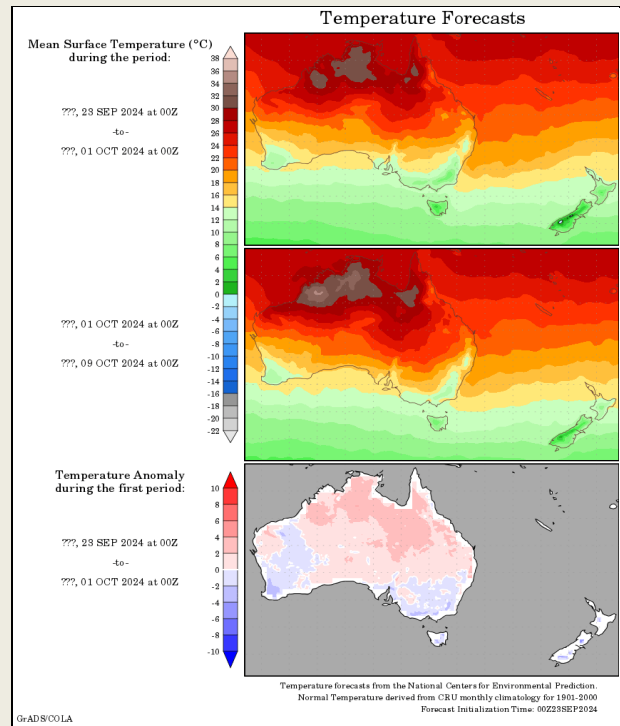 Temperature Forecasts
Mean Surface Temperature (°C)
during the period:
???, 23 SEP 2024 at 00Z
-to-
???, 01 OCT 2024 at 00Z
38
36
34
32
30
28
26
24
22
20
18
16
14
12
10
8
6
4
2
0
-2
-4
-6
-8
-10
-12
-14
-16
-18
-20
-22
???, 01 OCT 2024 at 00Z
-to-
???, 09 OCT 2024 at 00Z
Temperature Anomaly
during the first period:
???, 23 SEP 2024 at 00Z
-to-
???, 01 OCT 2024 at 00Z
10
8
6
4
2
0
-2
-4
-6
-8
-10
Temperature forecasts from the National Centers for Environmental Prediction.
Normal Temperature derived from CRU monthly climatology for 1901-2000
Forecast Initialization Time: 00Z23SEP2024
GrADS/COLA